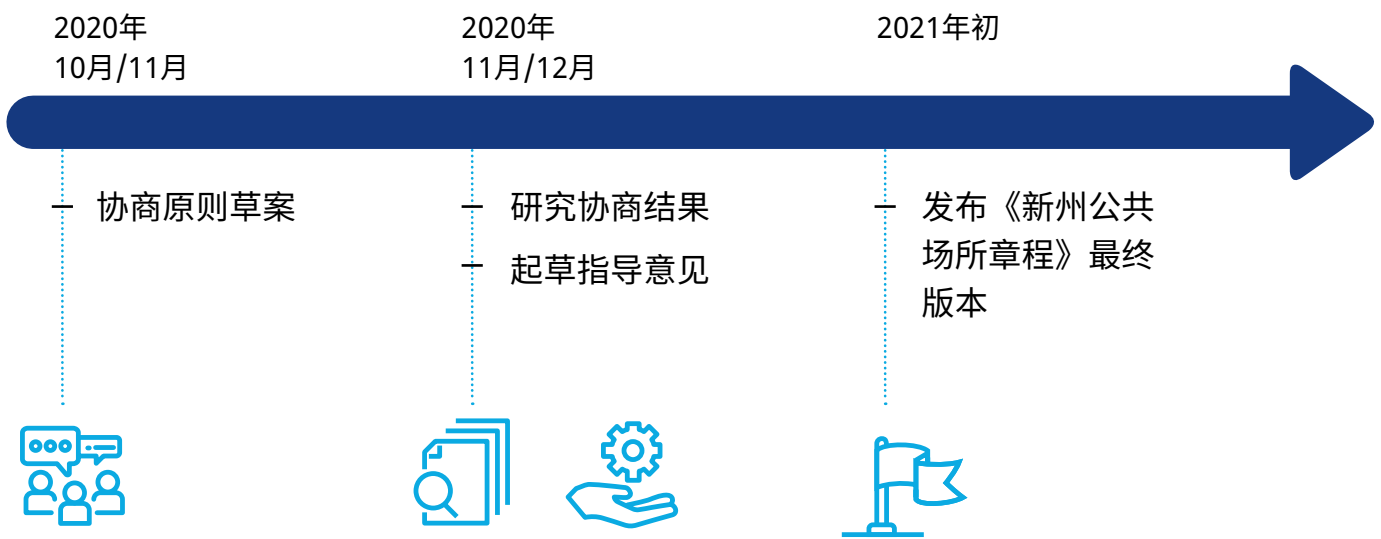 2020年
10月/11月
2020年
11月/12月
2021年初
– 协商原则草案
– 研究协商结果
– 起草指导意见
– 发布《新州公共
场所章程》最终
版本